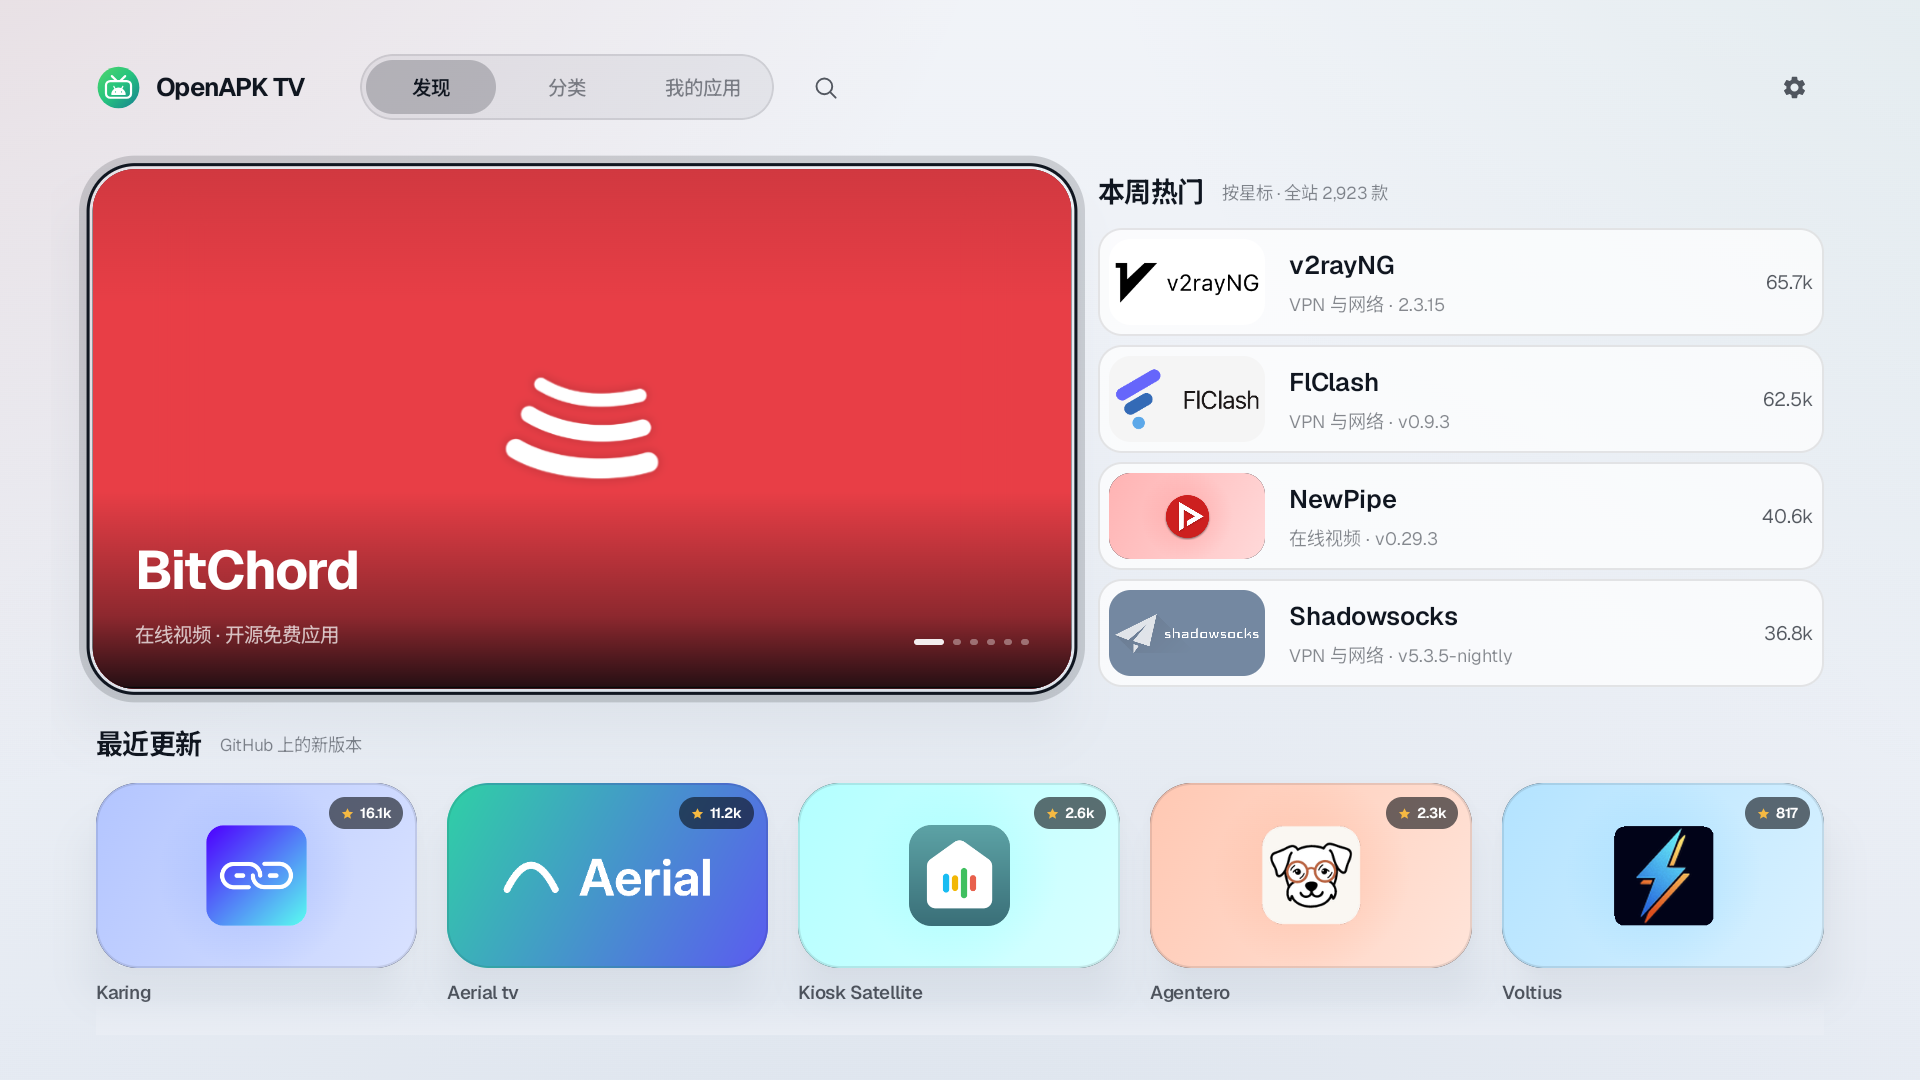 OpenAPK TV
发现
分类
我的应用
BitChord
在线视频 · 开源免费应用
本周热门 按星标 · 全站 2,923 款
v2rayNG
v2rayNG
VPN 与网络 · 2.3.15
65.7k
FlClash
FlClash
VPN 与网络 · v0.9.3
62.5k
NewPipe
在线视频 · v0.29.3
40.6k
shadowsocks
Shadowsocks
VPN 与网络 · v5.3.5-nightly
36.8k
最近更新 GitHub 上的新版本
16.1k
Karing
11.2k
Aerial
Aerial tv
2.6k
Kiosk Satellite
2.3k
Agentero
817
Voltius